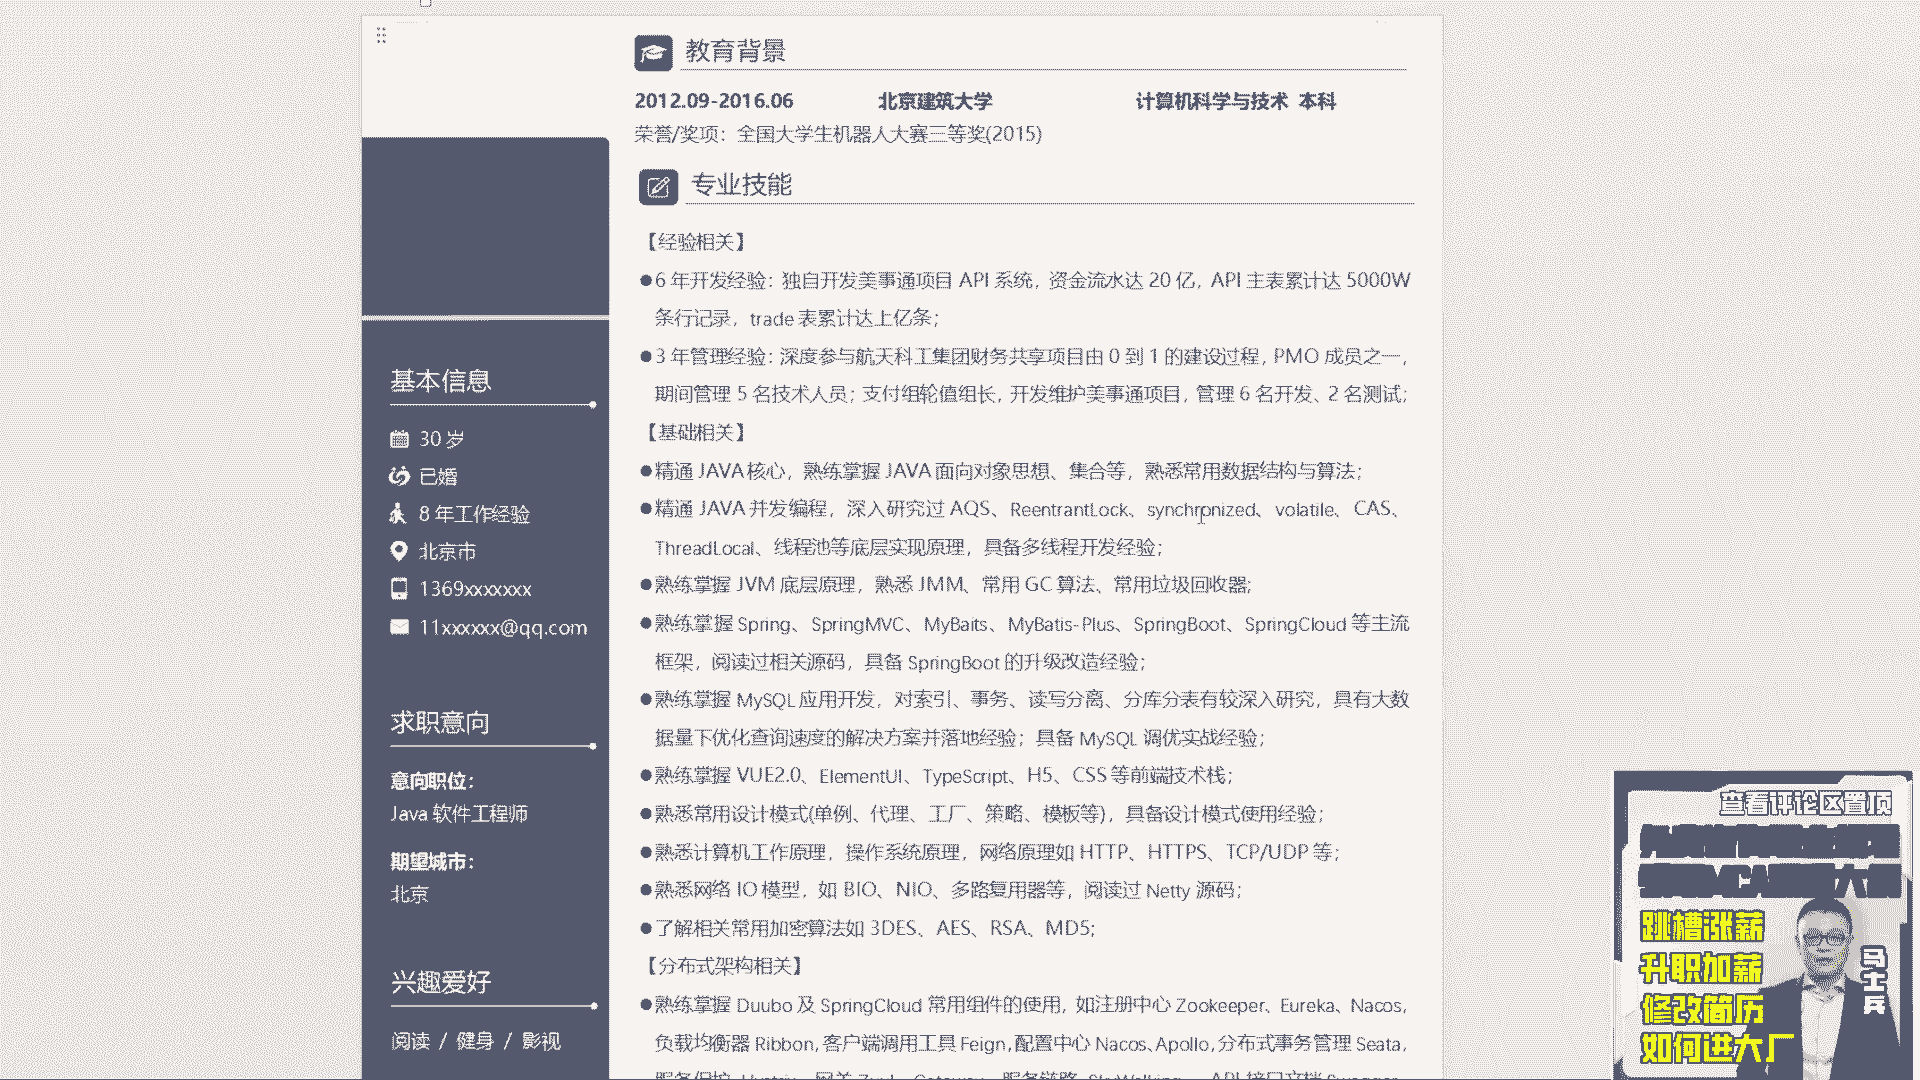 教育背景
2012.09-2016.06 北京建筑大学 计算机科学与技术 本科
荣誉/奖项：全国大学生机器人大赛三等奖(2015)
专业技能
【经验相关】
●6 年开发经验：独自开发美事通项目 API 系统，资金流水达 20 亿，API 主表累计达 5000W
条行记录，trade 表累计达上亿条；
●3 年管理经验：深度参与航天科工集团财务共享项目由 0 到 1 的建设过程，PMO 成员之一，
期间管理 5 名技术人员；支付组轮值组长，开发维护美事通项目，管理 6 名开发、2 名测试；
【基础相关】
●精通 JAVA 核心，熟练掌握 JAVA 面向对象思想、集合等，熟悉常用数据结构与算法；
●精通 JAVA 并发编程，深入研究过 AQS、ReentrantLock、synchronized、volatile、CAS、
ThreadLocal、线程池等底层实现原理，具备多线程开发经验；
●熟练掌握 JVM 底层原理，熟悉 JMM、常用 GC 算法、常用垃圾回收器；
●熟练掌握 Spring、SpringMVC、MyBaits、MyBatis-Plus、SpringBoot、SpringCloud 等主流
框架，阅读过相关源码，具备 SpringBoot 的升级改造经验；
●熟练掌握 MySQL 应用开发，对索引、事务、读写分离、分库分表有较深入研究，具有大数
据量下优化查询速度的解决方案并落地经验；具备 MySQL 调优实战经验；
●熟练掌握 VUE2.0、ElementUI、TypeScript、H5、CSS 等前端技术栈；
●熟悉常用设计模式(单例、代理、工厂、策略、模板等)，具备设计模式使用经验；
●熟悉计算机工作原理，操作系统原理，网络原理如 HTTP、HTTPS、TCP/UDP 等；
●熟悉网络 IO 模型，如 BIO、NIO、多路复用器等，阅读过 Netty 源码；
●了解相关常用加密算法如 3DES、AES、RSA、MD5；
【分布式架构相关】
●熟练掌握 Duubo 及 SpringCloud 常用组件的使用，如注册中心 Zookeeper、Eureka、Nacos，
负载均衡器 Ribbon，客户端调用工具 Feign，配置中心 Nacos、Apollo，分布式事务管理 Seata，
基本信息
30 岁
已婚
8 年工作经验
北京市
1369xxxxxxx
11xxxxxx@qq.com
求职意向
意向职位：
Java 软件工程师
期望城市：
北京
兴趣爱好
阅读 / 健身 / 影视
查看评论区置顶
跳槽涨薪
升职加薪
修改简历
如何进大厂
马士兵